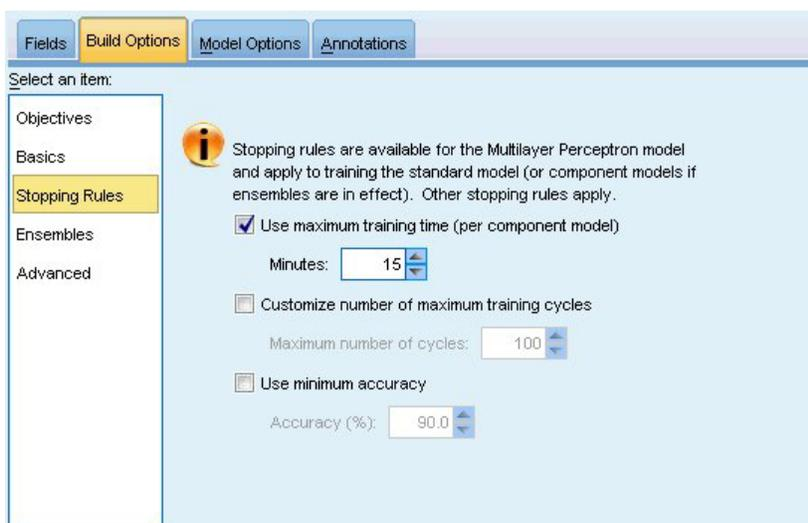 Fields Build Options Model Options Annotations
Select an item:
Objectives
Basics
Stopping Rules
Ensembles
Advanced
Stopping rules are available for the Multilayer Perceptron model
and apply to training the standard model (or component models if
ensembles are in effect). Other stopping rules apply.
Use maximum training time (per component model)
Minutes: 15
Customize number of maximum training cycles
Maximum number of cycles: 100
Use minimum accuracy
Accuracy (%): 90.0